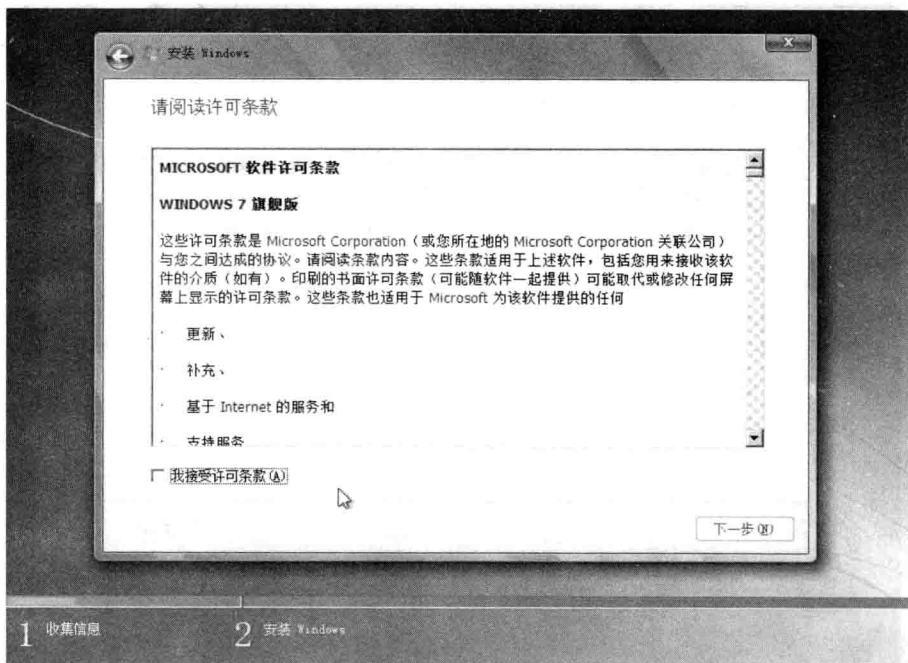 安装 Windows
请阅读许可条款
MICROSOFT 软件许可条款
WINDOWS 7 旗舰版
这些许可条款是 Microsoft Corporation（或您所在地的 Microsoft Corporation 关联公司）
与您之间达成的协议。请阅读条款内容。这些条款适用于上述软件，包括您用来接收该软
件的介质（如有）。印刷的书面许可条款（可能随软件一起提供）可能取代或修改任何屏
幕上显示的许可条款。这些条款也适用于 Microsoft 为该软件提供的任何
· 更新、
· 补充、
· 基于 Internet 的服务和
· 支持服务
我接受许可条款(A)
下一步(N)
1 收集信息
2 安装 Windows